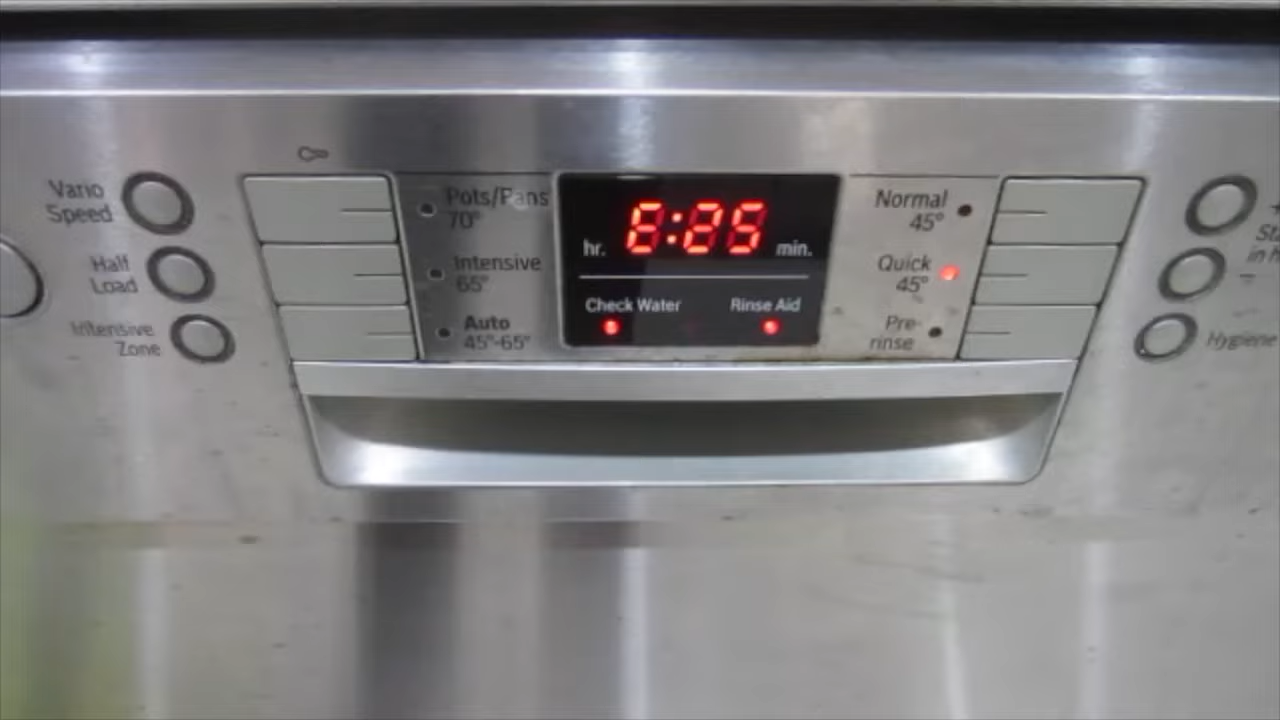 Vario
Speed
Half
Load
Intensive
Zone
Pots/Pans
70°
Intensive
65°
Auto
45°-65°
hr.
E:25
min.
Check Water
Rinse Aid
Normal
45°
Quick
45°
Pre-
rinse
+
in h
-
Hygiene